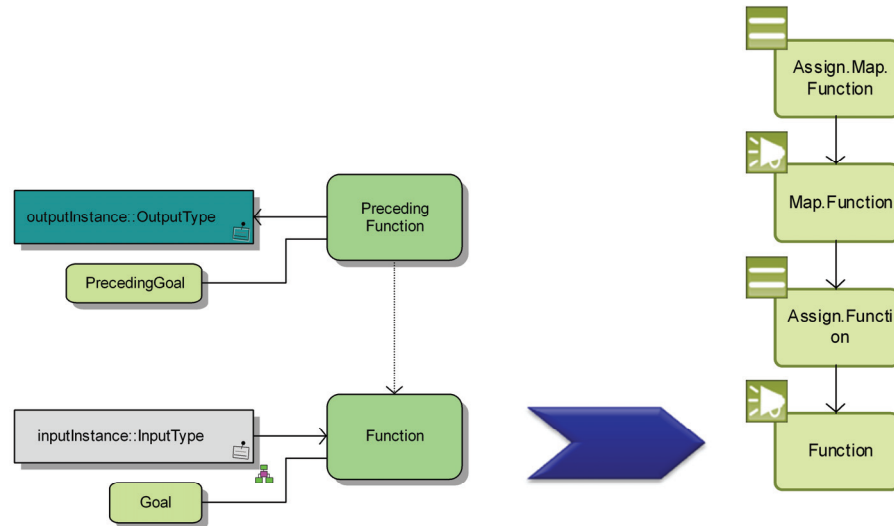 outputInstance::OutputType
Preceding
Function
PrecedingGoal
inputInstance::InputType
Function
Goal
Assign.Map.
Function
Map.Function
Assign.Functi
on
Function